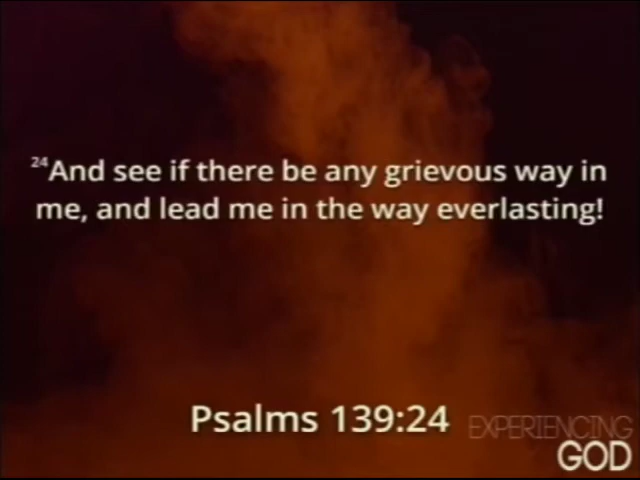 ²⁴And see if there be any grievous way in
me, and lead me in the way everlasting!
Psalms 139:24
EXPERIENCING
GOD